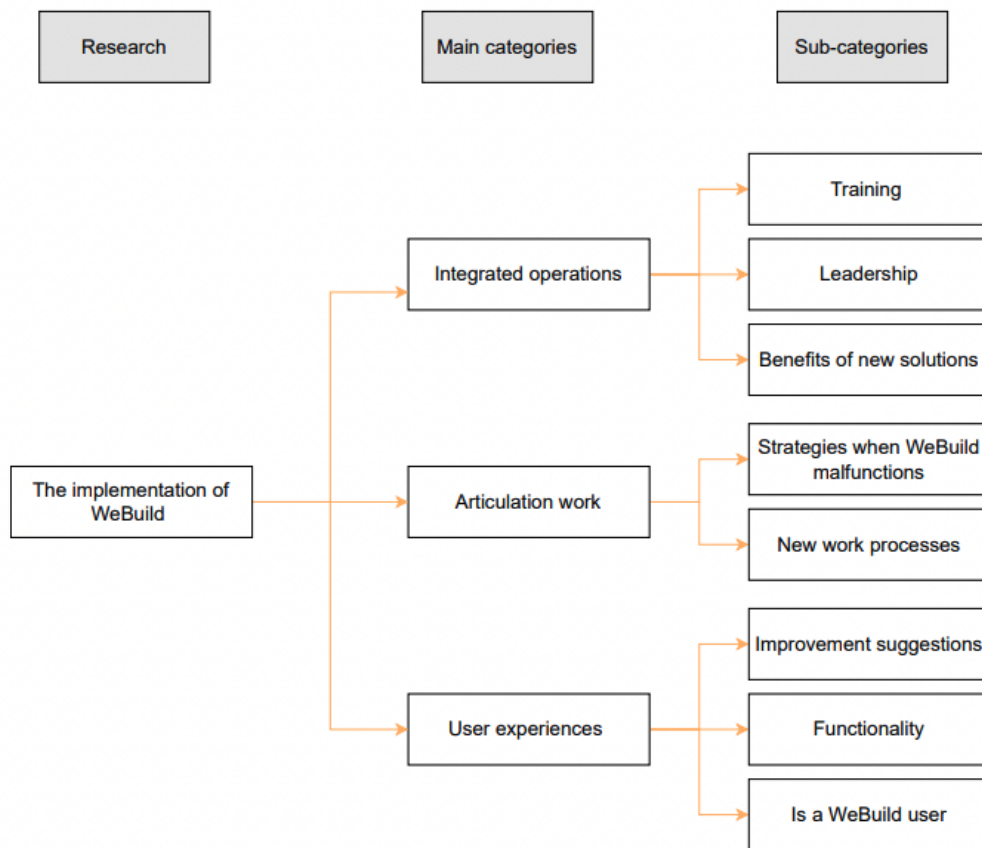 Research
Main categories
Sub-categories
Training
Integrated operations
Leadership
Benefits of new solutions
Strategies when WeBuild
malfunctions
The implementation of
WeBuild
Articulation work
New work processes
Improvement suggestions
User experiences
Functionality
Is a WeBuild user